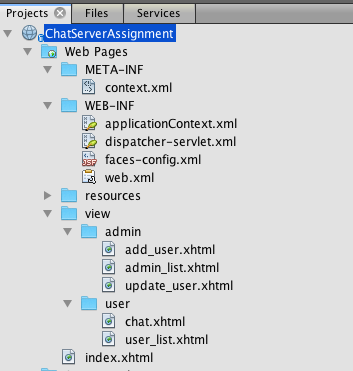 Projects Files Services
ChatServerAssignment
Web Pages
META-INF
context.xml
WEB-INF
applicationContext.xml
dispatcher-servlet.xml
faces-config.xml
web.xml
resources
view
admin
add_user.xhtml
admin_list.xhtml
update_user.xhtml
user
chat.xhtml
user_list.xhtml
index.xhtml